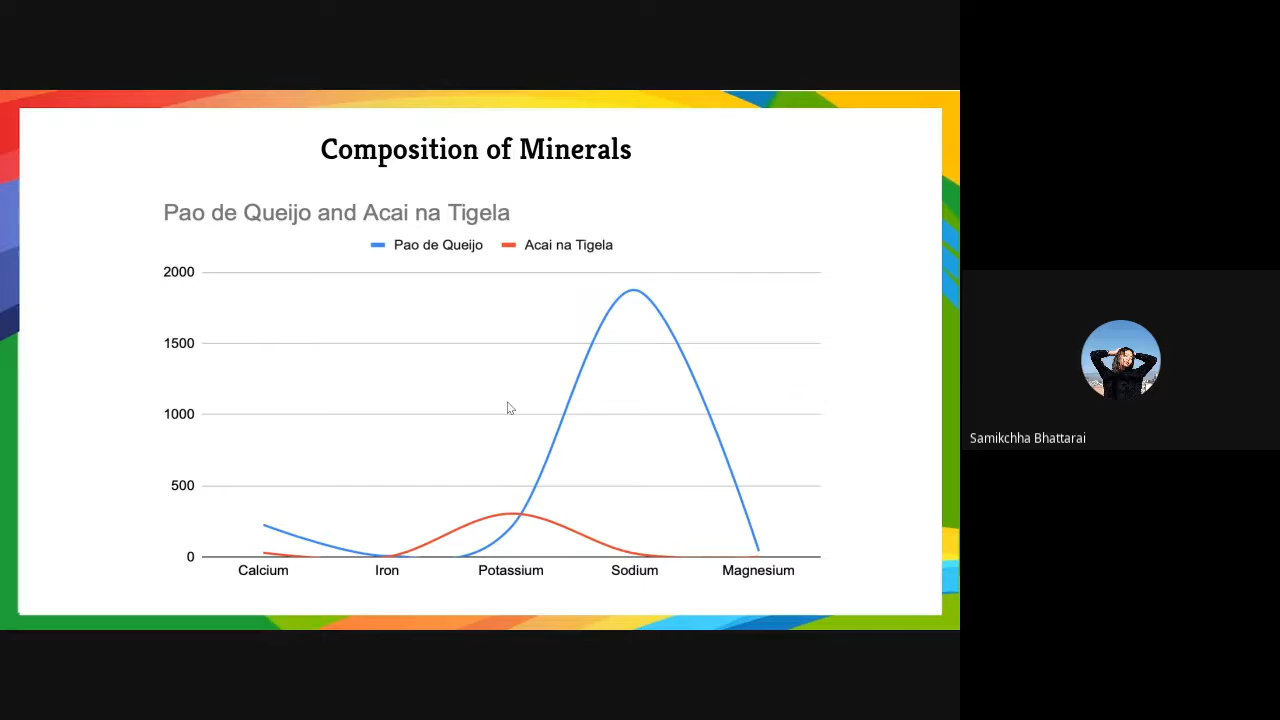 Composition of Minerals
Pao de Queijo and Acai na Tigela
Pao de Queijo Acai na Tigela
2000
1500
1000
500
0
Calcium Iron Potassium Sodium Magnesium
Samikchha Bhattarai